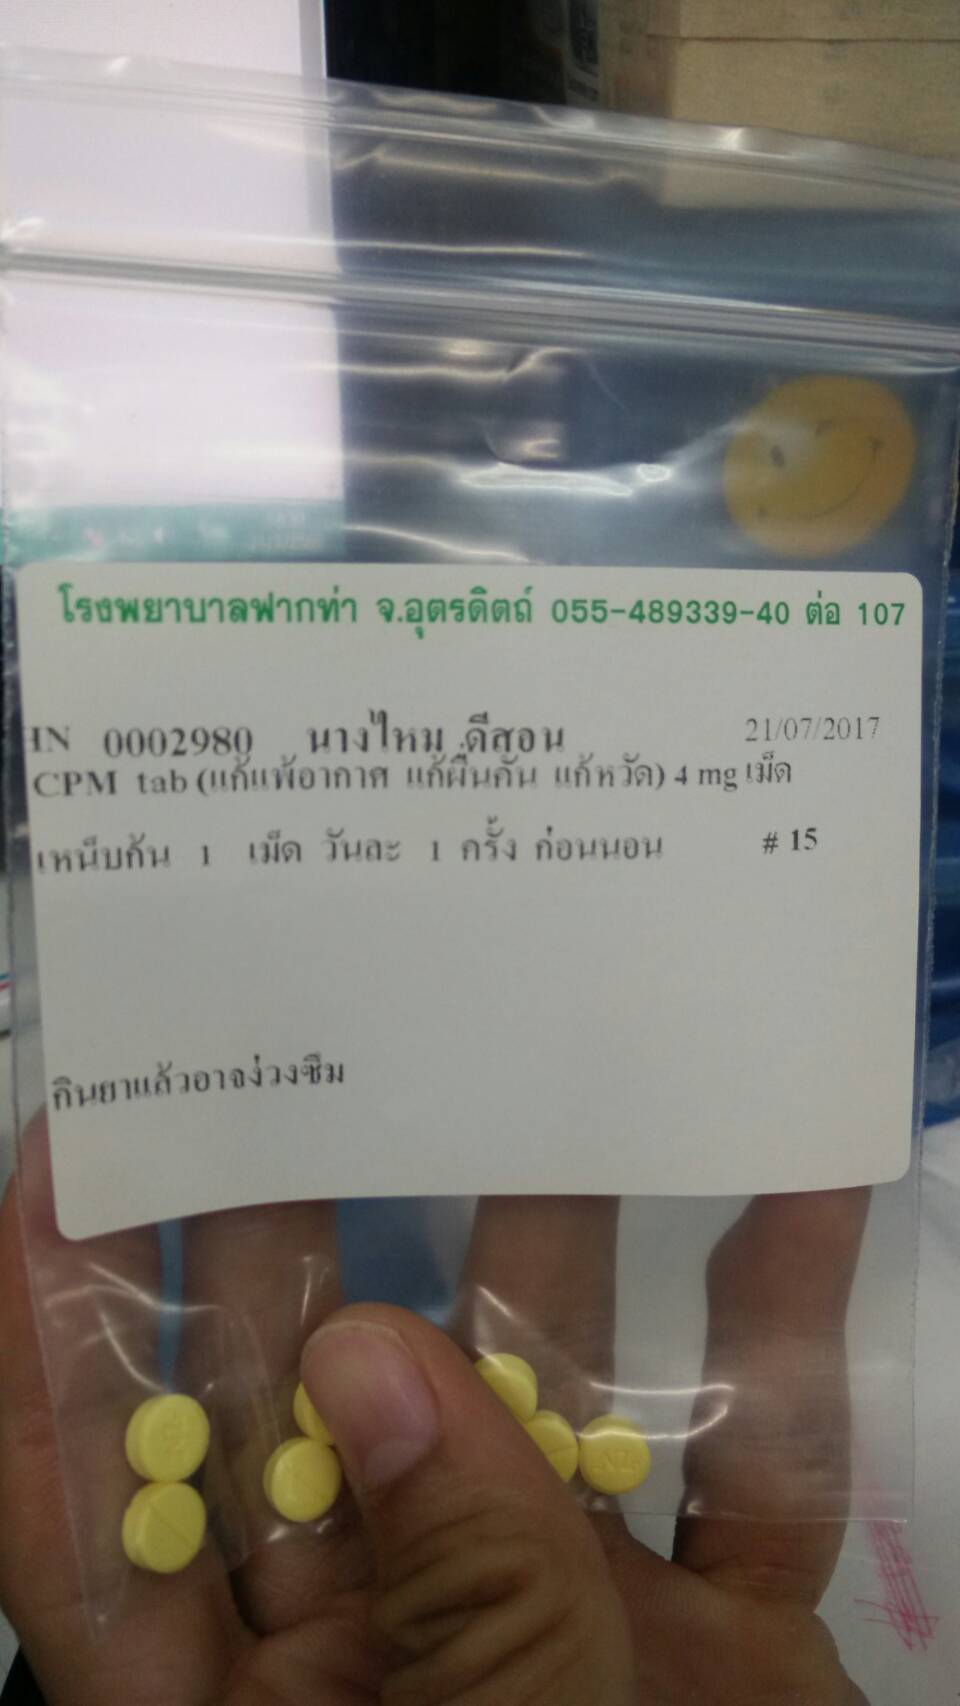 โรงพยาบาลฟากท่า จ.อุตรดิตถ์ 055-489339-40 ต่อ 107
HN 0002980 นางไหม ดีสอน 21/07/2017
CPM tab (แก้แพ้อากาศ แก้ผื่นคัน แก้หวัด) 4 mg เม็ด
เหน็บก้น 1 เม็ด วันละ 1 ครั้ง ก่อนนอน # 15
กินยาแล้วอาจง่วงซึม